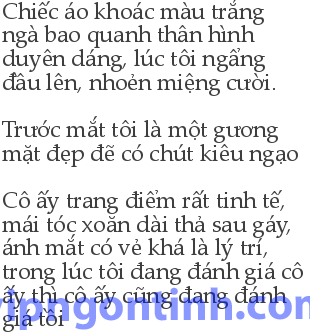 Chiếc áo khoác màu trắng
ngà bao quanh thân hình
duyên dáng, lúc tôi ngẩng
đầu lên, nhoẻn miệng cười.
Trước mắt tôi là một gương
mặt đẹp đẽ có chút kiêu ngạo
Cô ấy trang điểm rất tinh tế,
mái tóc xoăn dài thả sau gáy,
ánh mắt có vẻ khá là lý trí,
trong lúc tôi đang đánh giá cô
ấy thì cô ấy cũng đang đánh
giá tôi
ngontinh.com